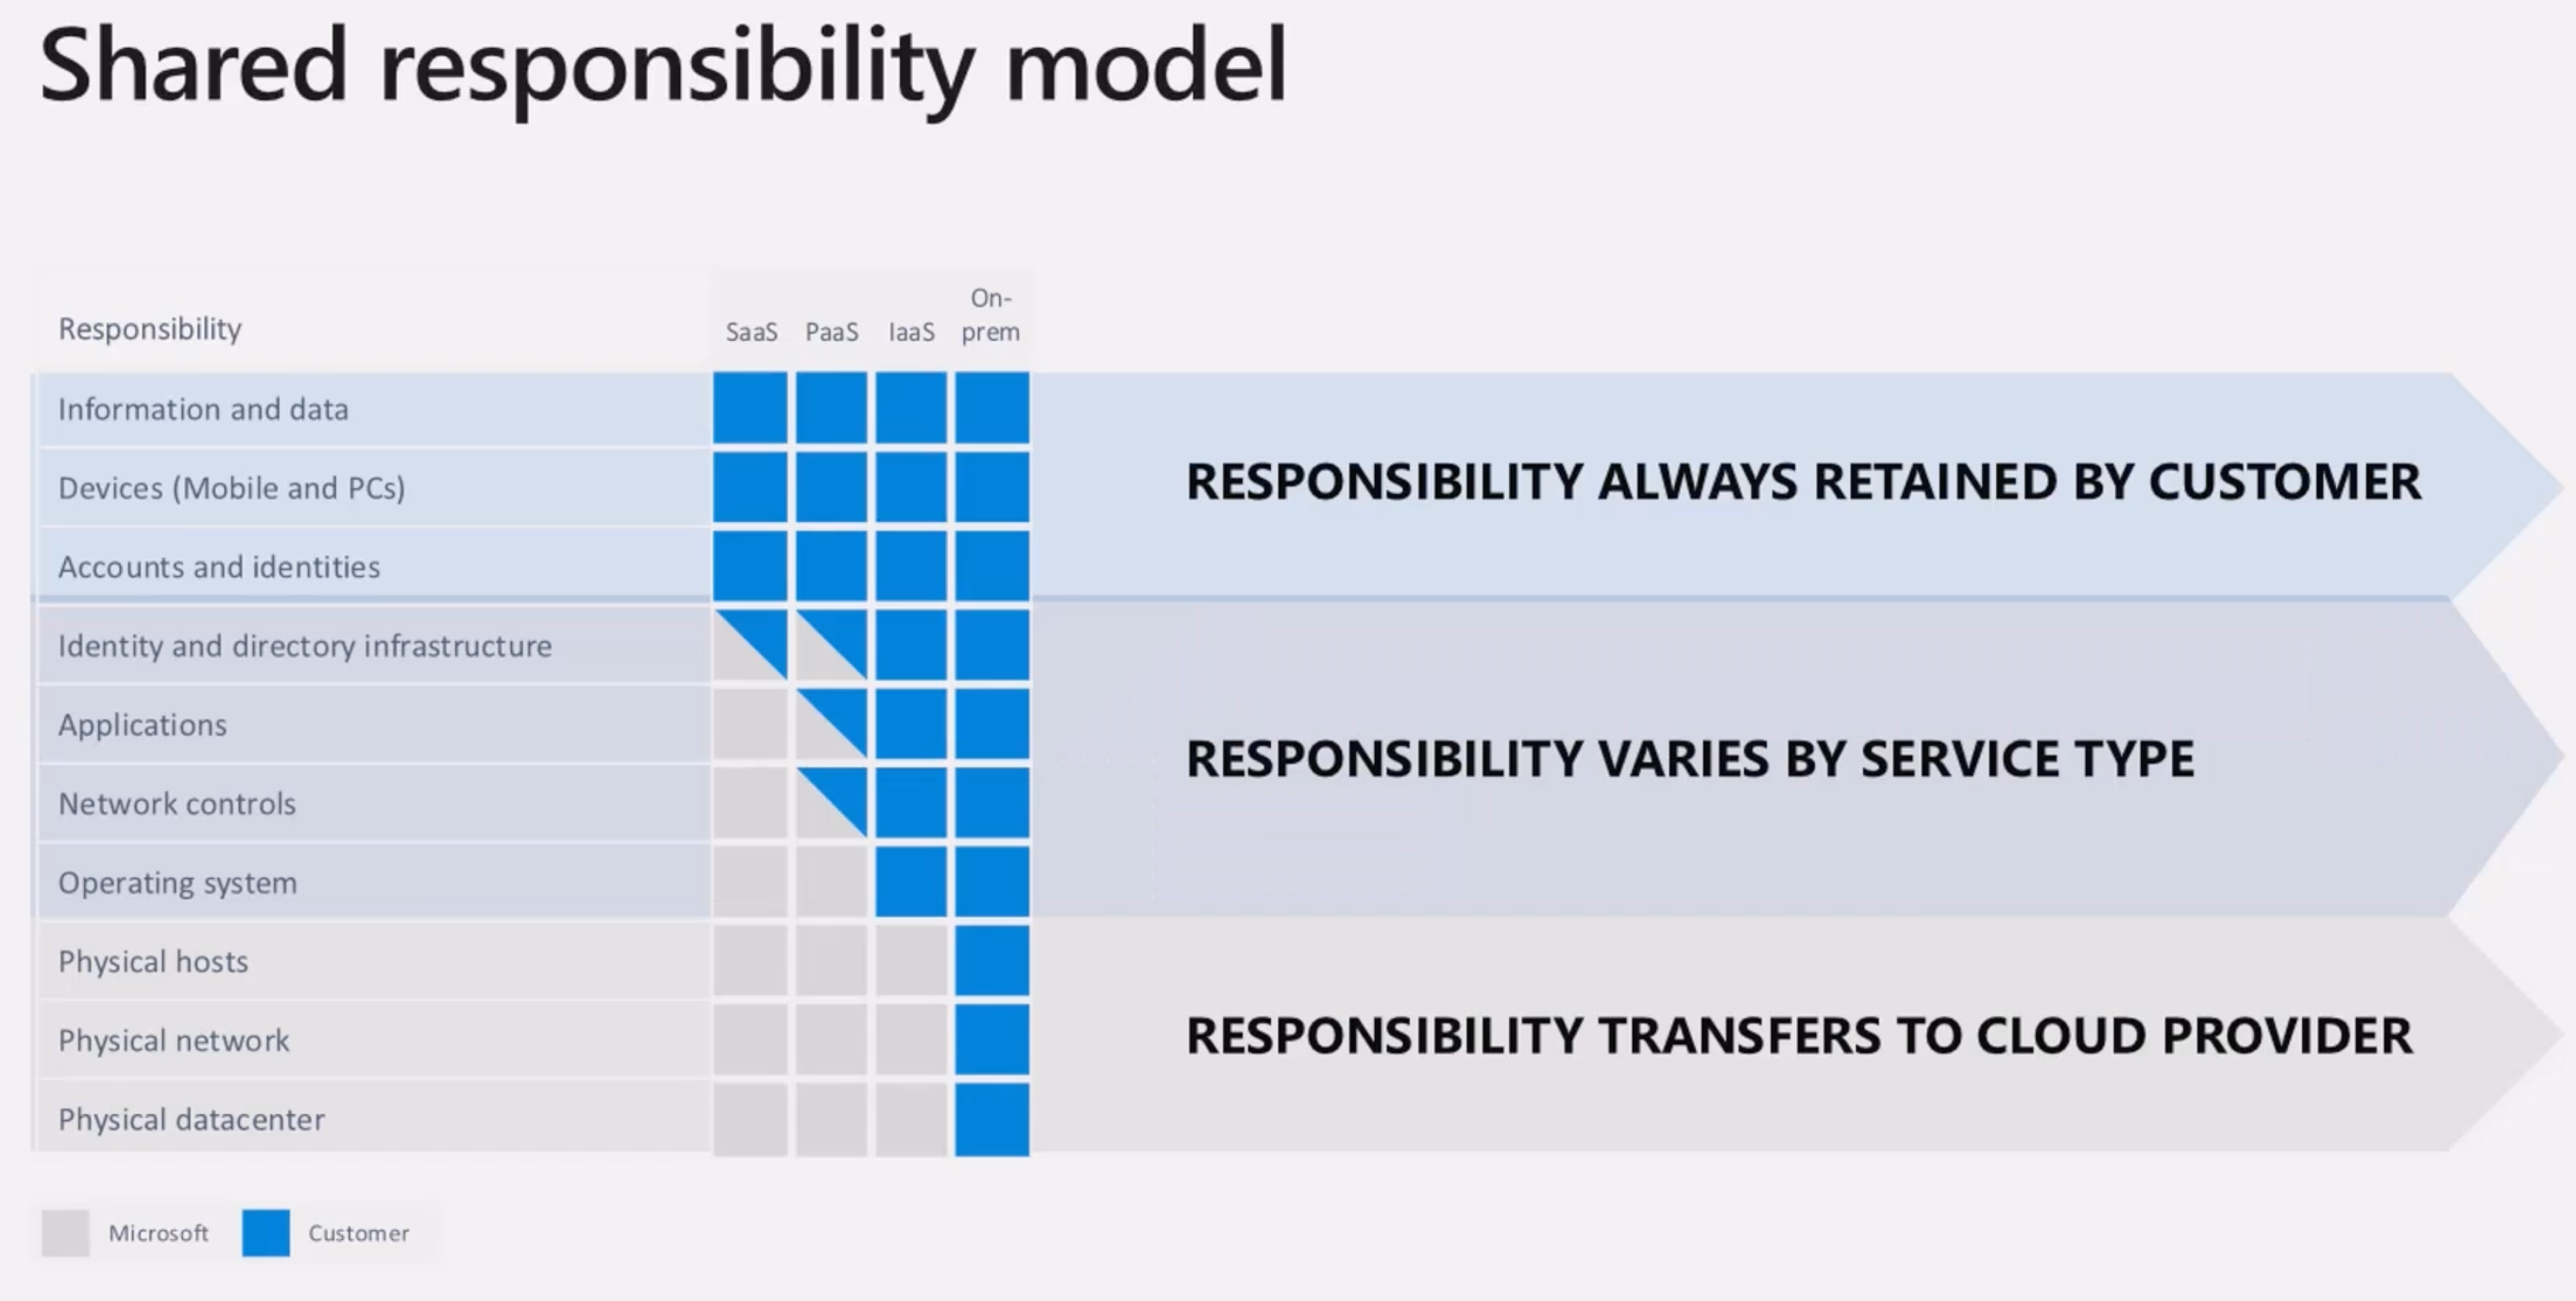 Shared responsibility model
Responsibility
SaaS
PaaS
IaaS
On-
prem
Information and data
Devices (Mobile and PCs)
Accounts and identities
RESPONSIBILITY ALWAYS RETAINED BY CUSTOMER
Identity and directory infrastructure
Applications
Network controls
Operating system
RESPONSIBILITY VARIES BY SERVICE TYPE
Physical hosts
Physical network
Physical datacenter
RESPONSIBILITY TRANSFERS TO CLOUD PROVIDER
Microsoft
Customer